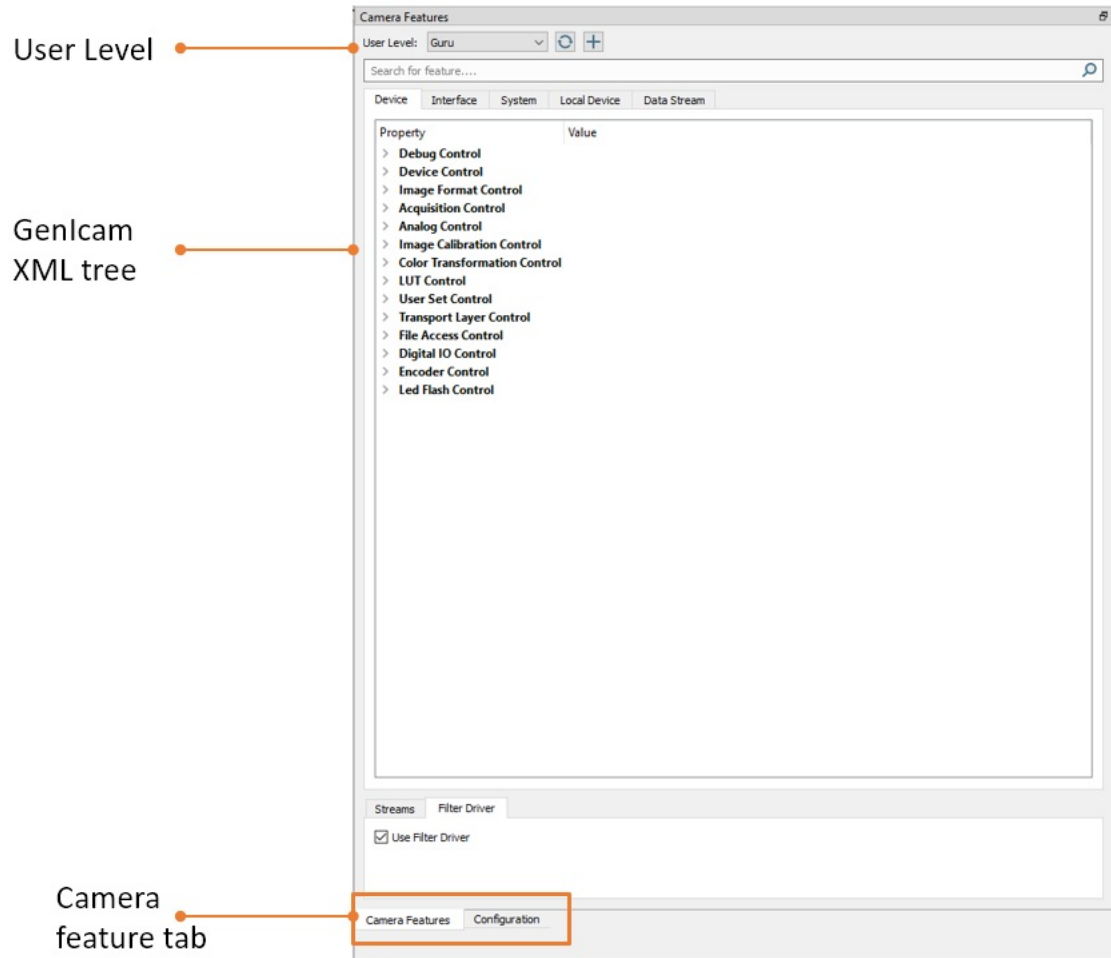 Camera Features
User Level
User Level: Guru
Search for feature....
Device Interface System Local Device Data Stream
Property Value
Debug Control
Device Control
Image Format Control
Acquisition Control
GenIcam
XML tree
Analog Control
Image Calibration Control
Color Transformation Control
LUT Control
User Set Control
Transport Layer Control
File Access Control
Digital IO Control
Encoder Control
Led Flash Control
Streams Filter Driver
Use Filter Driver
Camera
feature tab
Camera Features Configuration